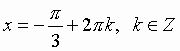 x = −π/3 + 2πk, k ∈ Z